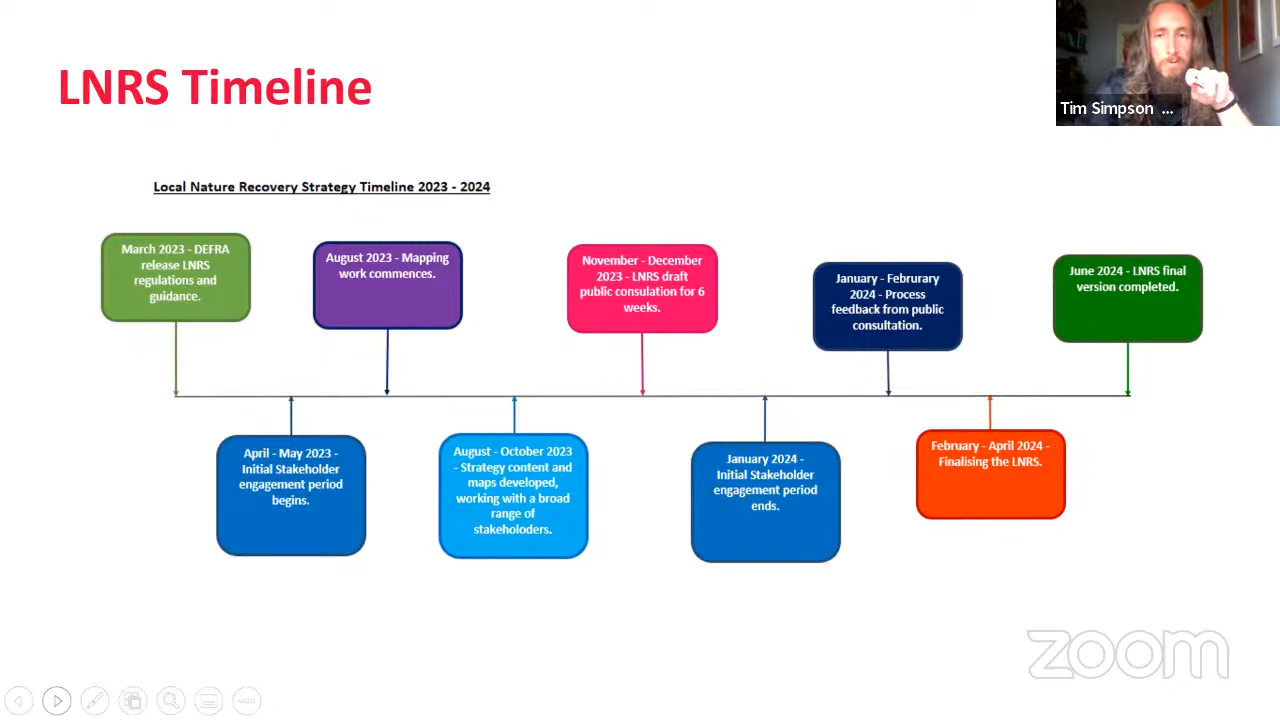 LNRS Timeline
Tim Simpson ...
Local Nature Recovery Strategy Timeline 2023 - 2024
March 2023 - DEFRA
release LNRS
regulations and
guidance.
August 2023 - Mapping
work commences.
November - December
2023 - LNRS draft
public consulation for 6
weeks.
January - Februrary
2024 - Process
feedback from public
consultation.
June 2024 - LNRS final
version completed.
April - May 2023 -
Initial Stakeholder
engagement period
begins.
August - October 2023
- Strategy content and
maps developed,
working with a broad
range of
stakeholoders.
January 2024 -
Initial Stakeholder
engagement period
ends.
February - April 2024 -
Finalising the LNRS.
zoom